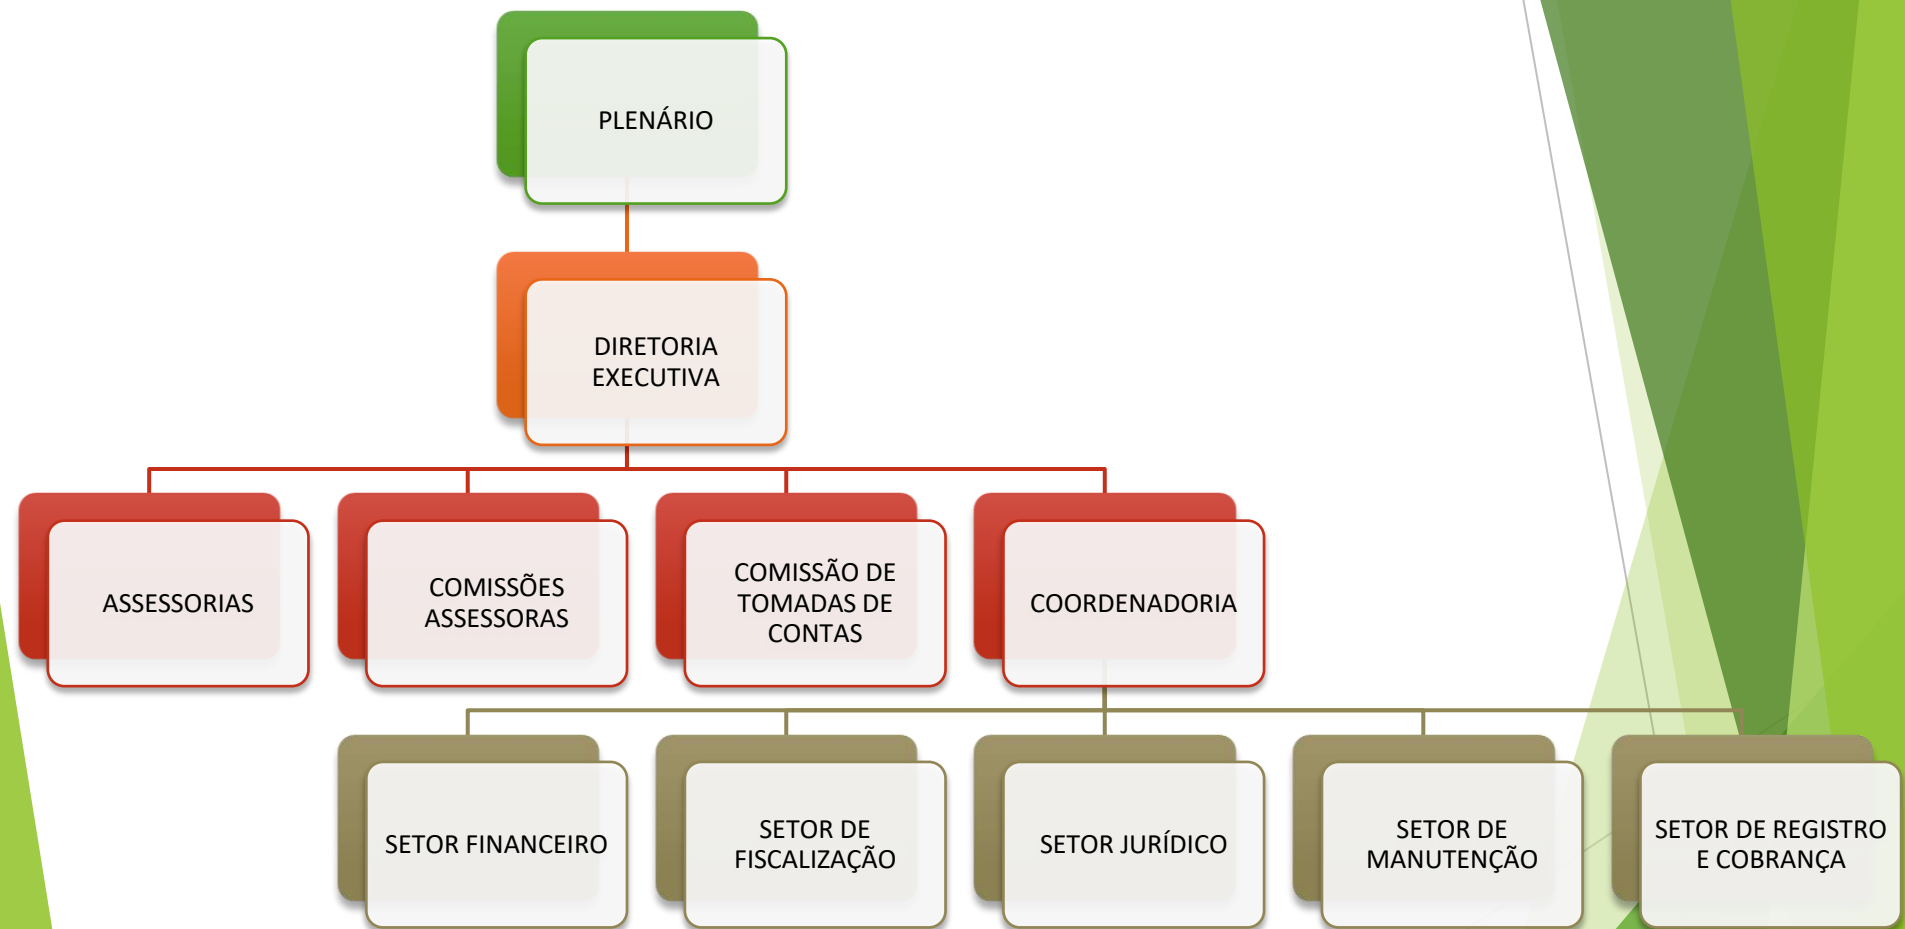 PLENÁRIO
DIRETORIA
EXECUTIVA
ASSESSORIAS
COMISSÕES
ASSESSORAS
COMISSÃO DE
TOMADAS DE
CONTAS
COORDENADORIA
SETOR FINANCEIRO
SETOR DE
FISCALIZAÇÃO
SETOR JURÍDICO
SETOR DE
MANUTENÇÃO
SETOR DE REGISTRO
E COBRANÇA